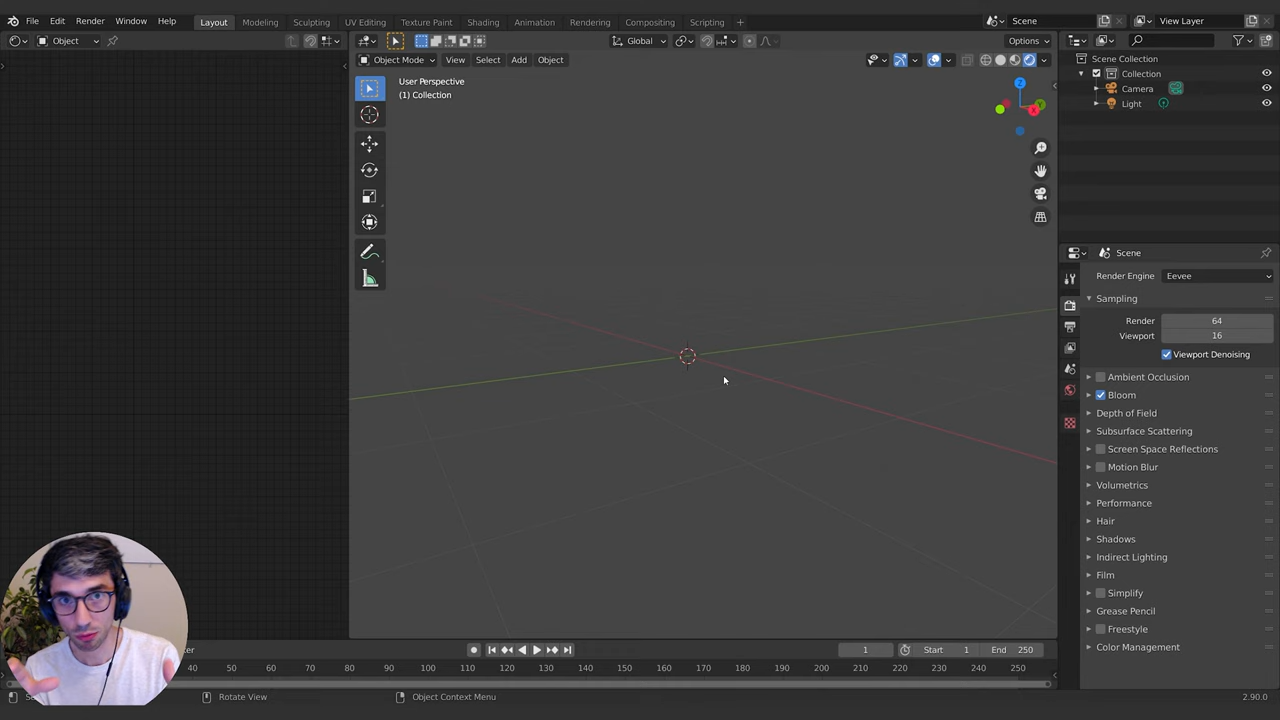 File Edit Render Window Help Layout Modeling Sculpting UV Editing Texture Paint Shading Animation Rendering Compositing Scripting + Scene View Layer
Object Global Options
Object Mode View Select Add Object
User Perspective
(1) Collection
Z
Y
X
Scene Collection
Collection
Camera
Light
Scene
Render Engine Eevee
Sampling
Render 64
Viewport 16
Viewport Denoising
Ambient Occlusion
Bloom
Depth of Field
Subsurface Scattering
Screen Space Reflections
Motion Blur
Volumetrics
Performance
Hair
Shadows
Indirect Lighting
Film
Simplify
Grease Pencil
Freestyle
Color Management
1 Start 1 End 250
40 50 60 70 80 90 100 110 120 130 140 150 160 170 180 190 200 210 220 230 240 250
Rotate View Object Context Menu 2.90.0